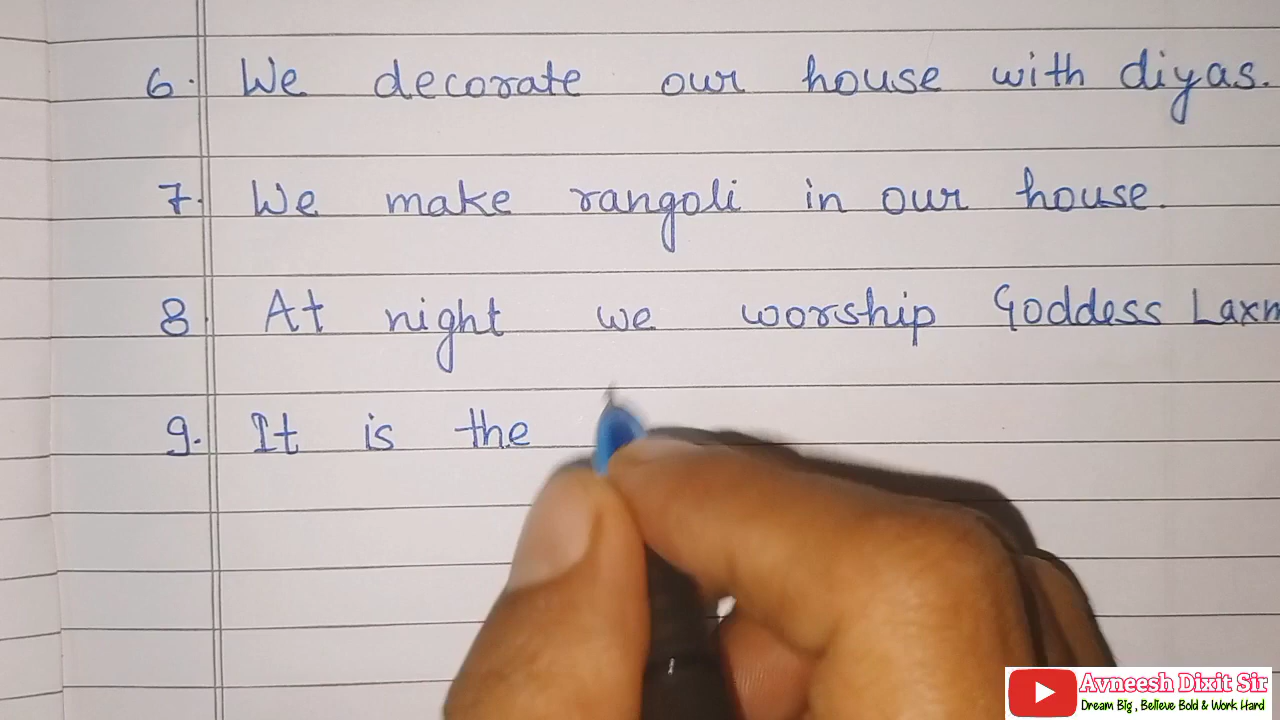 6. We decorate our house with diyas.
7. We make rangoli in our house.
8. At night we worship Goddess Laxm
9. It is the
Avneesh Dixit Sir
Dream Big , Believe Bold & Work Hard